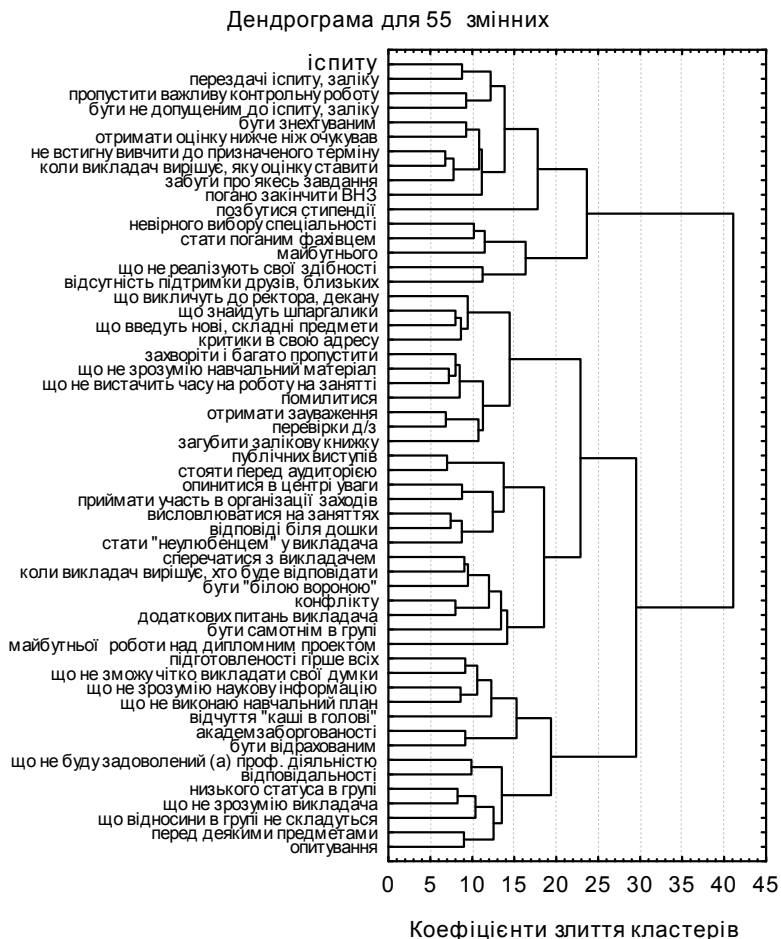 Дендрограма для 55 змінних
іспиту
перездачі іспиту, заліку
пропустити важливу контрольну роботу
бути не допущеним до іспиту, заліку
бути знехтуваним
отримати оцінку нижче ніж очукував
не встигну вивчити до призначеного терміну
коли викладач вирішує, яку оцінку ставити
забути про якесь завдання
погано закінчити ВНЗ
позбутися стипендії
невірного вибору спеціальності
стати поганим фахівцем
майбутнього
що не реалізують свої здібності
відсутність підтримки друзів, близьких
що викличуть до ректора, декану
що знайдуть шпаргалики
що введуть нові, складні предмети
критики в свою адресу
захворіти і багато пропустити
що не зрозумію навчальний матеріал
що не вистачить часу на роботу на занятті
помилитися
отримати зауваження
перевірки д/з
загубити залікову книжку
публічних виступів
стояти перед аудиторією
опинитися в центрі уваги
приймати участь в організації заходів
висловлюватися на заняттях
відповіді біля дошки
стати "неулюбенцем" у викладача
сперечатися з викладачем
коли викладач вирішує, хто буде відповідати
бути "білою вороною"
конфлікту
додаткових питань викладача
бути самотнім в групі
майбутньої роботи над дипломним проектом
підготовленості гірше всіх
що не зможу чітко викладати свої думки
що не зрозумію наукову інформацію
що не виконаю навчальний план
відчуття "каші в голові"
академзаборгованості
бути відрахованим
що не буду задоволений (а) проф. діяльністю
відповідальності
низького статуса в групі
що не зрозумію викладача
що відносини в групі не складуться
перед деякими предметами
опитування
0 5 10 15 20 25 30 35 40 45
Коефіцієнти злиття кластерів